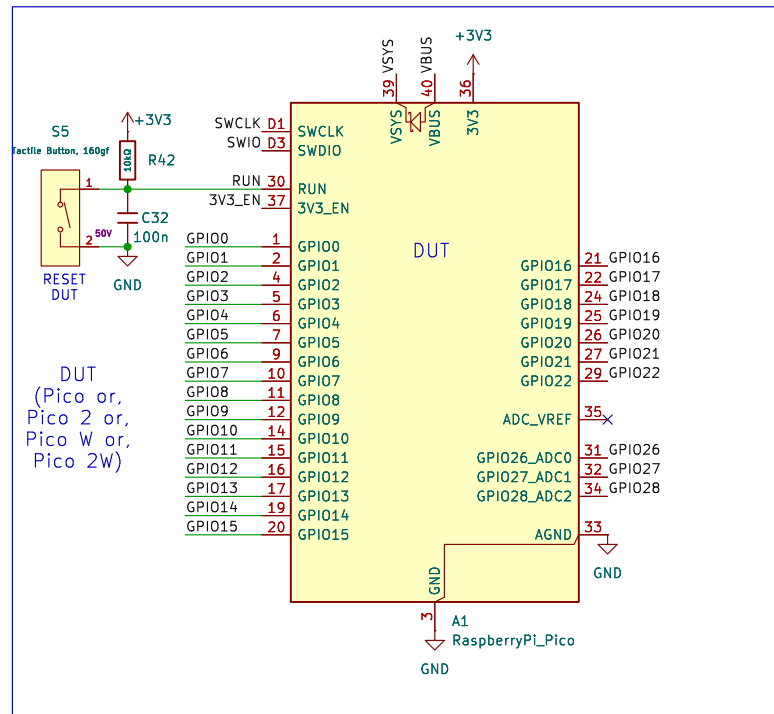 VSYS
VBUS
+3V3
39
40
36
VSYS
VBUS
3V3
S5
Tactile Button, 160gf
+3V3
10kΩ
R42
SWCLK D1 SWCLK
SWIO D3 SWDIO
1
RUN 30 RUN
3V3_EN 37 3V3_EN
C32
50V
100n
2
GND
RESET
DUT
DUT
GPIO0 1 GPIO0
GPIO1 2 GPIO1
GPIO2 4 GPIO2
GPIO3 5 GPIO3
GPIO4 6 GPIO4
GPIO5 7 GPIO5
GPIO6 9 GPIO6
GPIO7 10 GPIO7
GPIO8 11 GPIO8
GPIO9 12 GPIO9
GPIO10 14 GPIO10
GPIO11 15 GPIO11
GPIO12 16 GPIO12
GPIO13 17 GPIO13
GPIO14 19 GPIO14
GPIO15 20 GPIO15
GPIO16 21 GPIO16
GPIO17 22 GPIO17
GPIO18 24 GPIO18
GPIO19 25 GPIO19
GPIO20 26 GPIO20
GPIO21 27 GPIO21
GPIO22 29 GPIO22
ADC_VREF 35
GPIO26_ADC0 31 GPIO26
GPIO27_ADC1 32 GPIO27
GPIO28_ADC2 34 GPIO28
AGND 33
GND
DUT
(Pico or,
Pico 2 or,
Pico W or,
Pico 2W)
GND
3
A1
RaspberryPi_Pico
GND